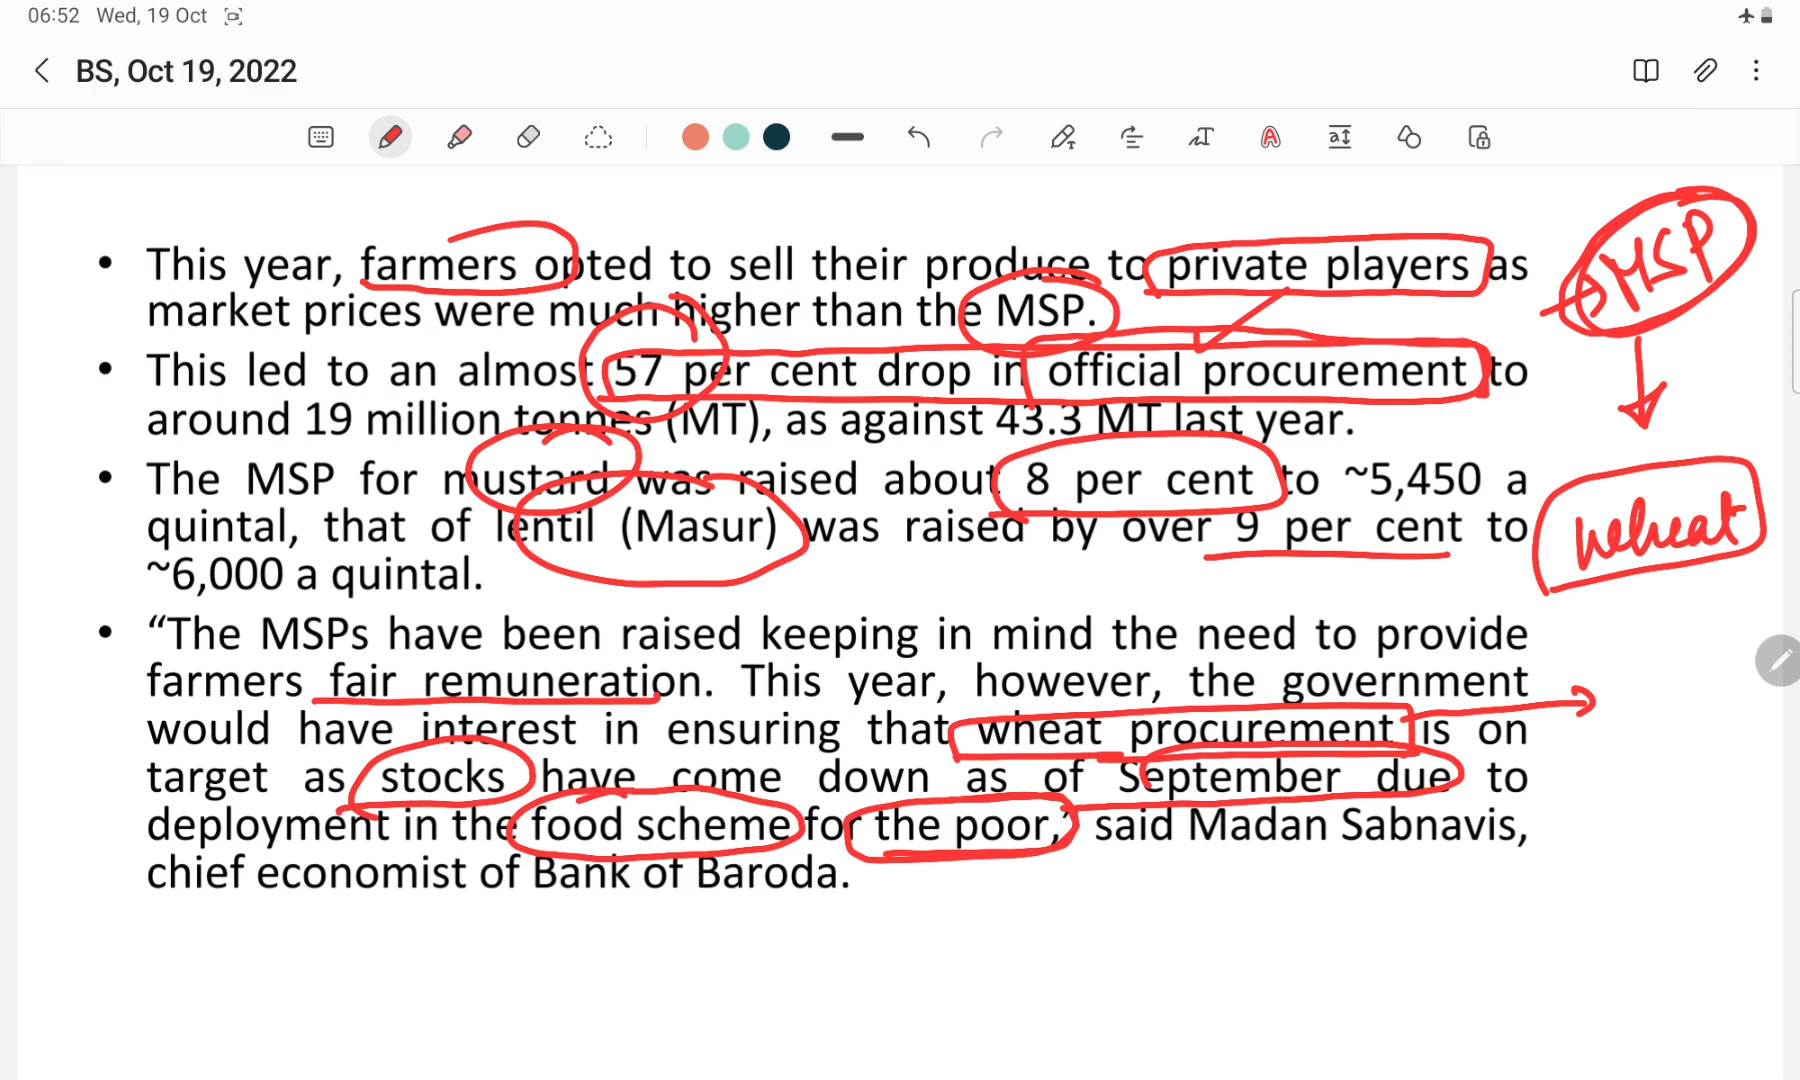 06:52 Wed, 19 Oct
BS, Oct 19, 2022
• This year, farmers opted to sell their produce to private players as
market prices were much higher than the MSP.
• This led to an almost 57 per cent drop in official procurement to
around 19 million tonnes (MT), as against 43.3 MT last year.
• The MSP for mustard was raised about 8 per cent to ~5,450 a
quintal, that of lentil (Masur) was raised by over 9 per cent to
~6,000 a quintal.
• “The MSPs have been raised keeping in mind the need to provide
farmers fair remuneration. This year, however, the government
would have interest in ensuring that wheat procurement is on
target as stocks have come down as of September due to
deployment in the food scheme for the poor,” said Madan Sabnavis,
chief economist of Bank of Baroda.
MSP
wheat